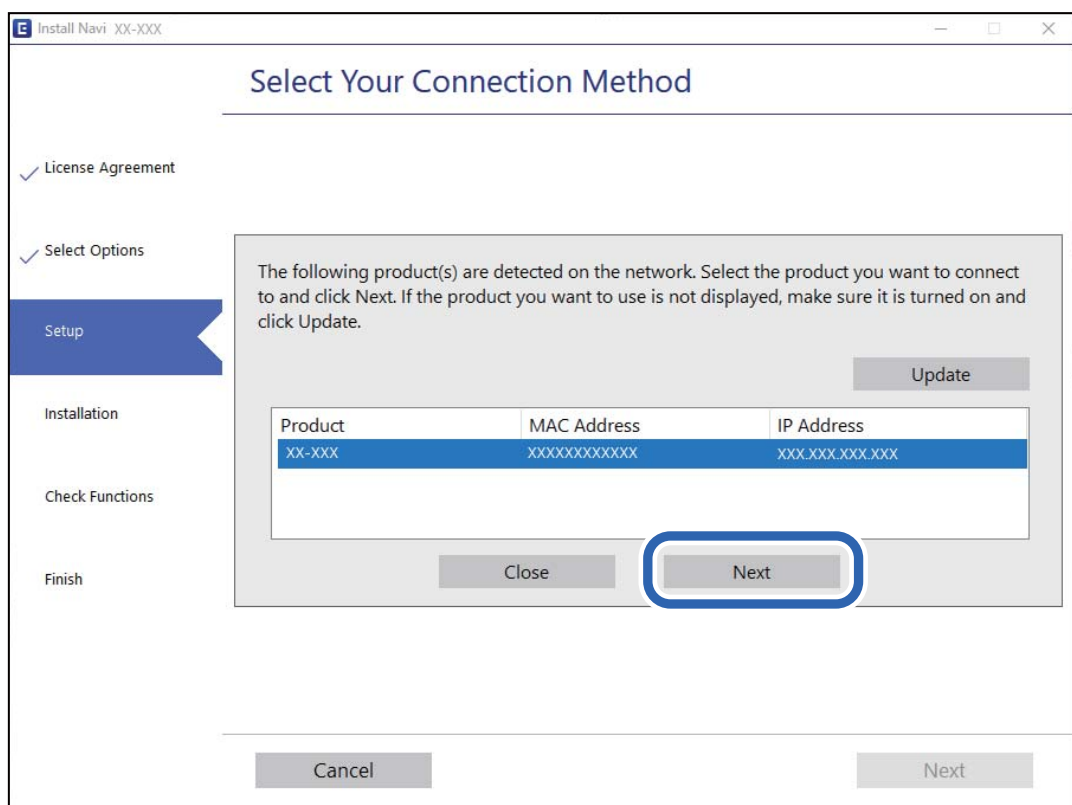 E Install Navi XX-XXX
Select Your Connection Method
License Agreement
Select Options
Setup
Installation
Check Functions
Finish
The following product(s) are detected on the network. Select the product you want to connect
to and click Next. If the product you want to use is not displayed, make sure it is turned on and
click Update.
Update
Product MAC Address IP Address
XX-XXX XXXXXXXXXXXX XXX.XXX.XXX.XXX
Close Next
Cancel Next